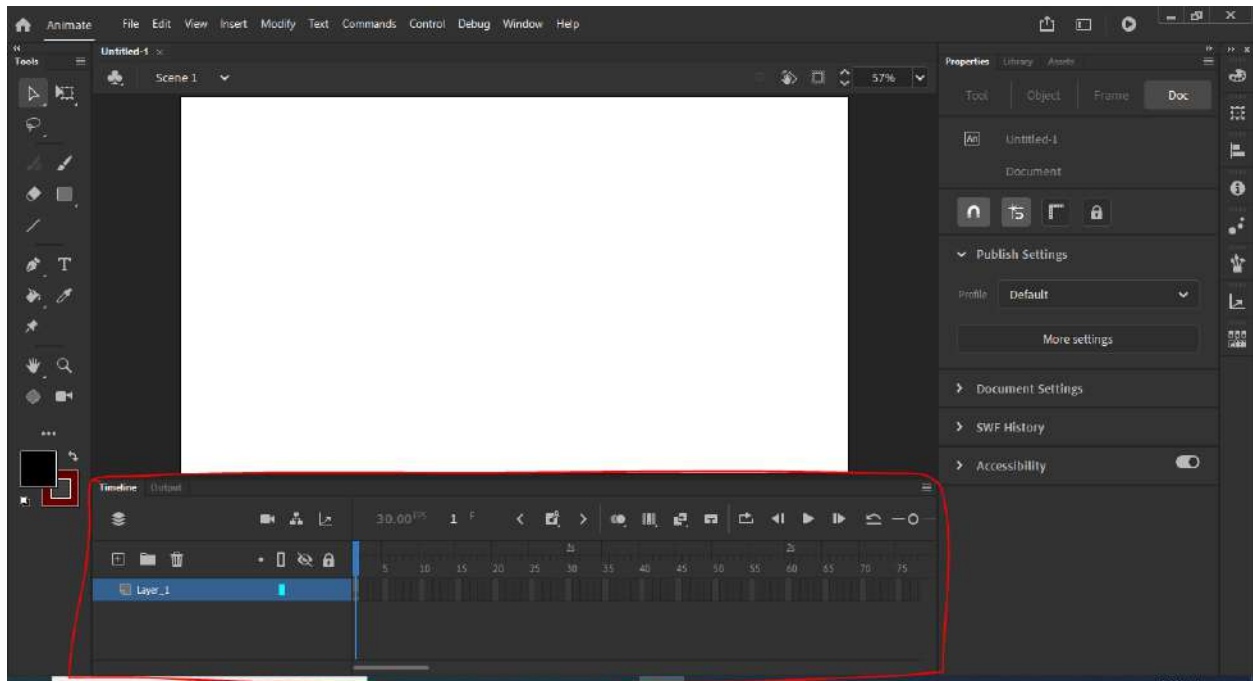 Animate File Edit View Insert Modify Text Commands Control Debug Window Help
Tools
Untitled-1 ×
Scene 1
57%
Properties Library Assets
Tool Object Frame Doc
An Untitled-1
Document
Publish Settings
Profile Default
More settings
Document Settings
SWF History
Accessibility
T
Timeline Output
30.00 FPS 1 F
5 10 15 20 25 30 35 40 45 50 55 60 65 70 75
Layer_1